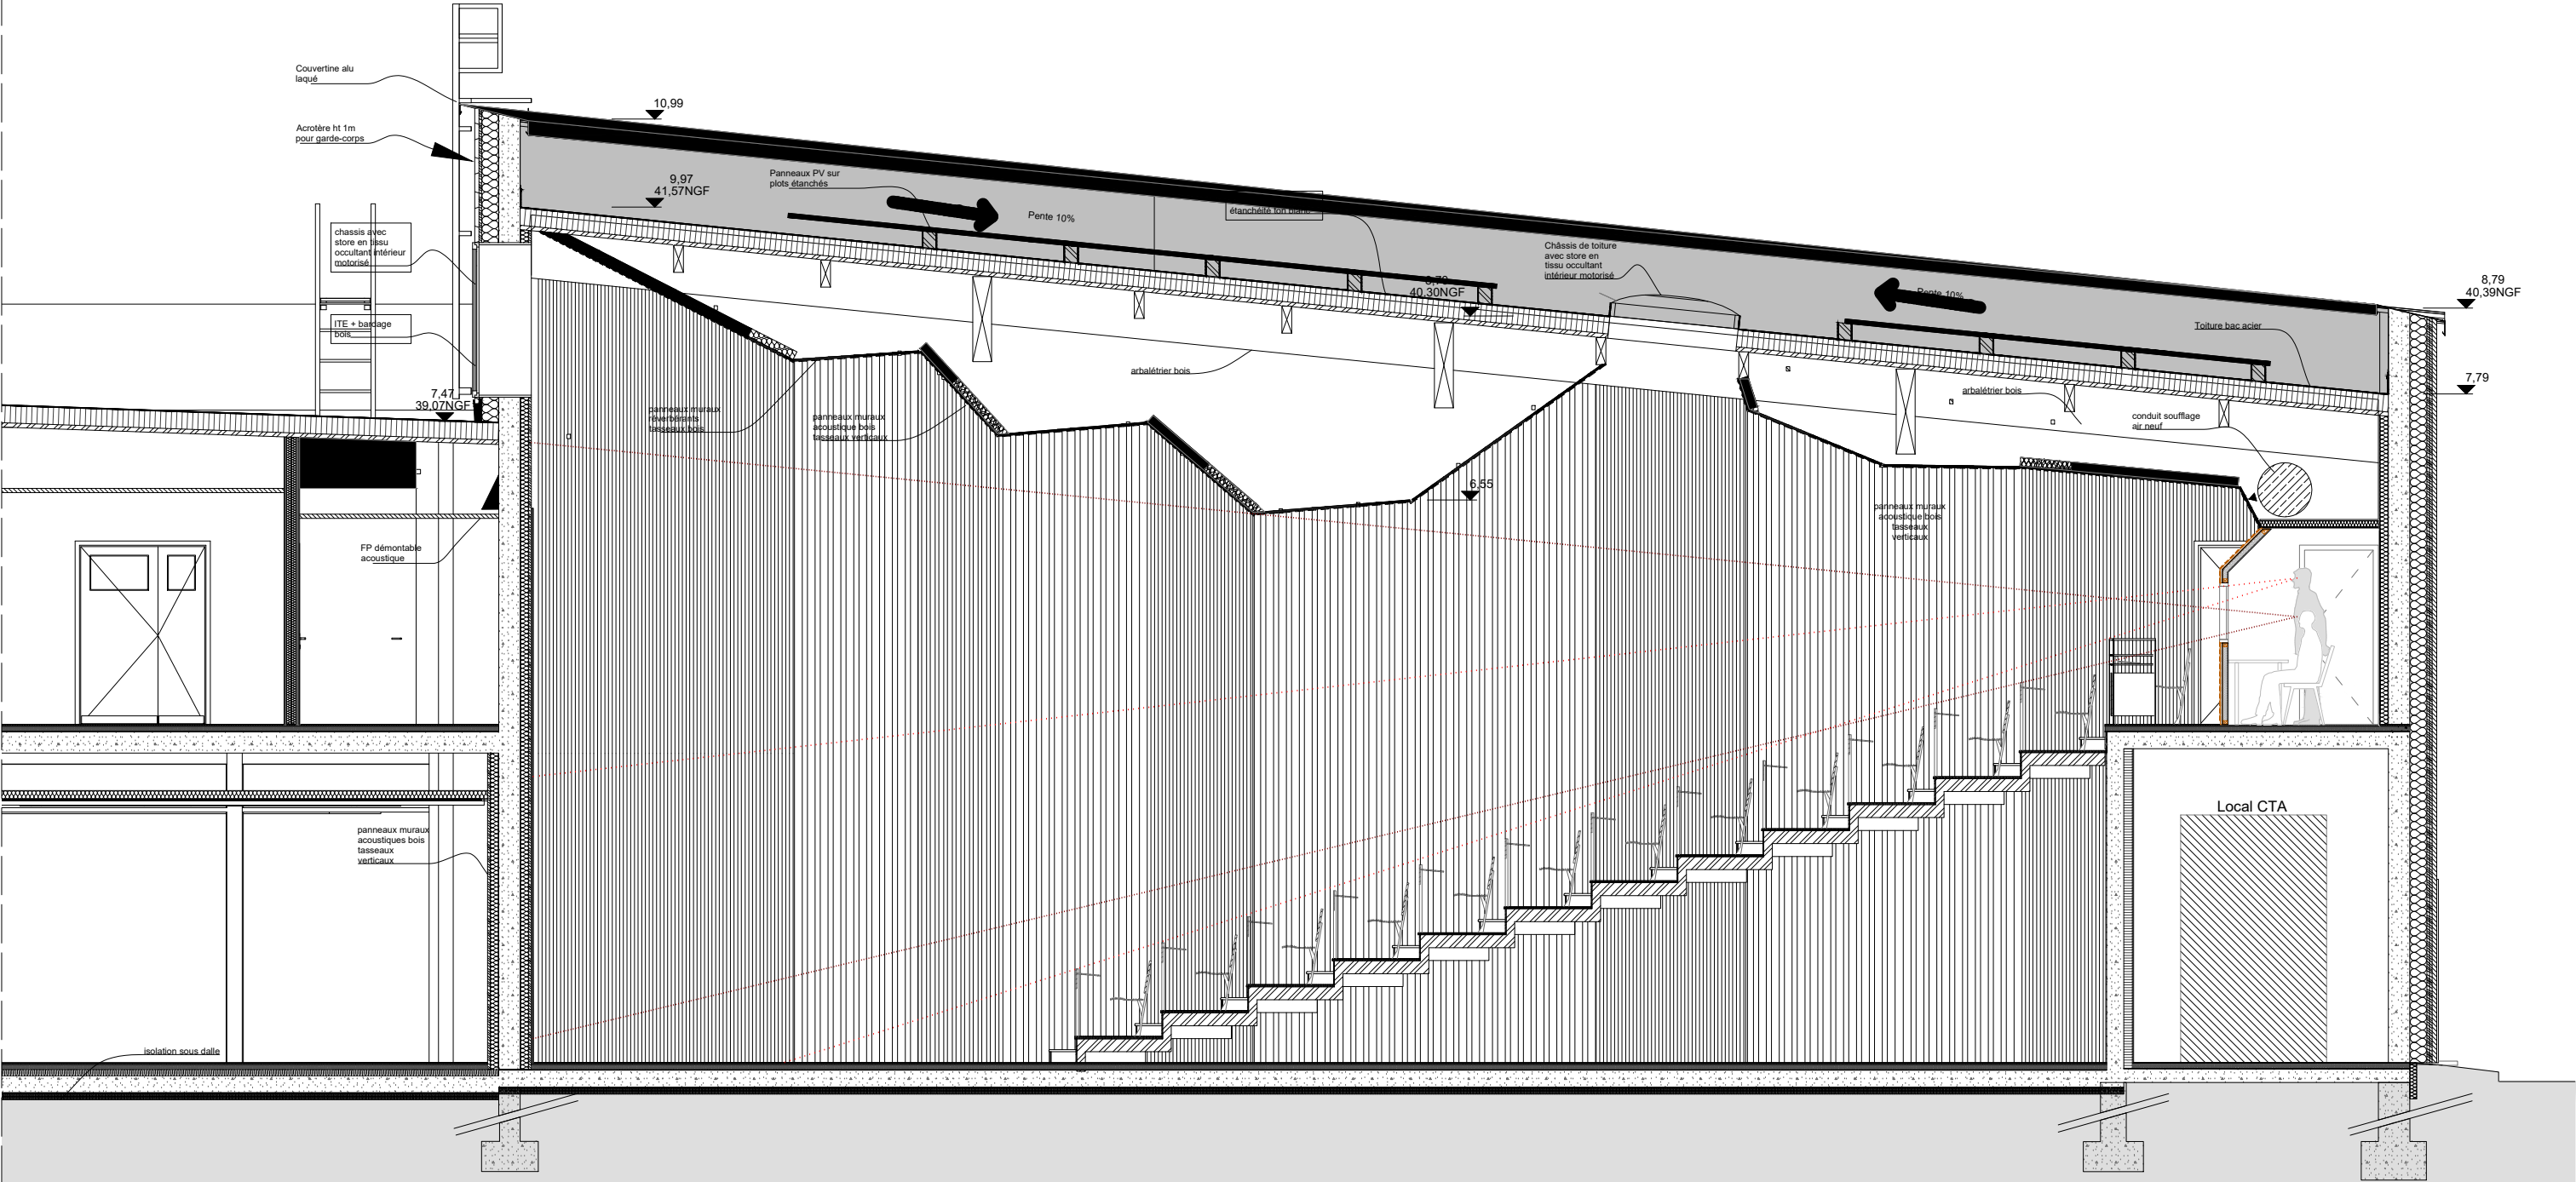 Couvertine alu
laqué
Acrotère ht 1m
pour garde-corps
10,99
9,97
41,57NGF
Panneaux PV sur
plots étanchés
Pente 10%
chassis avec
store en tissu
occultant intérieur
motorisé
ITE + bardage
bois
7,47
39,07NGF
Châssis de toiture
avec store en
tissu occultant
intérieur motorisé
40,30NGF
Pente 10%
8,79
40,39NGF
Toiture bac acier
7,79
arbalétrier bois
arbalétrier bois
conduit soufflage
air neuf
panneaux muraux
réverbérants
tasseaux bois
panneaux muraux
acoustique bois
tasseaux verticaux
6,55
panneaux muraux
acoustique bois
tasseaux
verticaux
FP démontable
acoustique
Local CTA
panneaux muraux
acoustiques bois
tasseaux
verticaux
isolation sous dalle